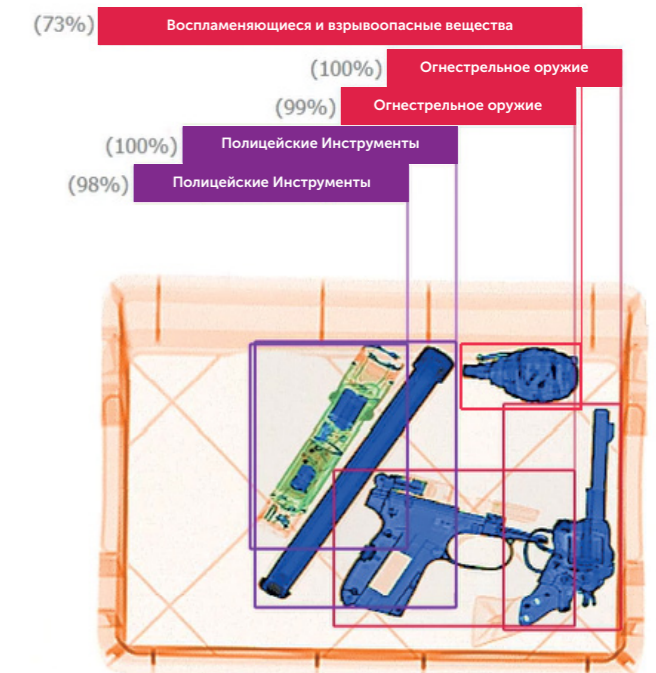 (73%) Воспламеняющиеся и взрывоопасные вещества
(100%) Огнестрельное оружие
(99%) Огнестрельное оружие
(100%) Полицейские Инструменты
(98%) Полицейские Инструменты